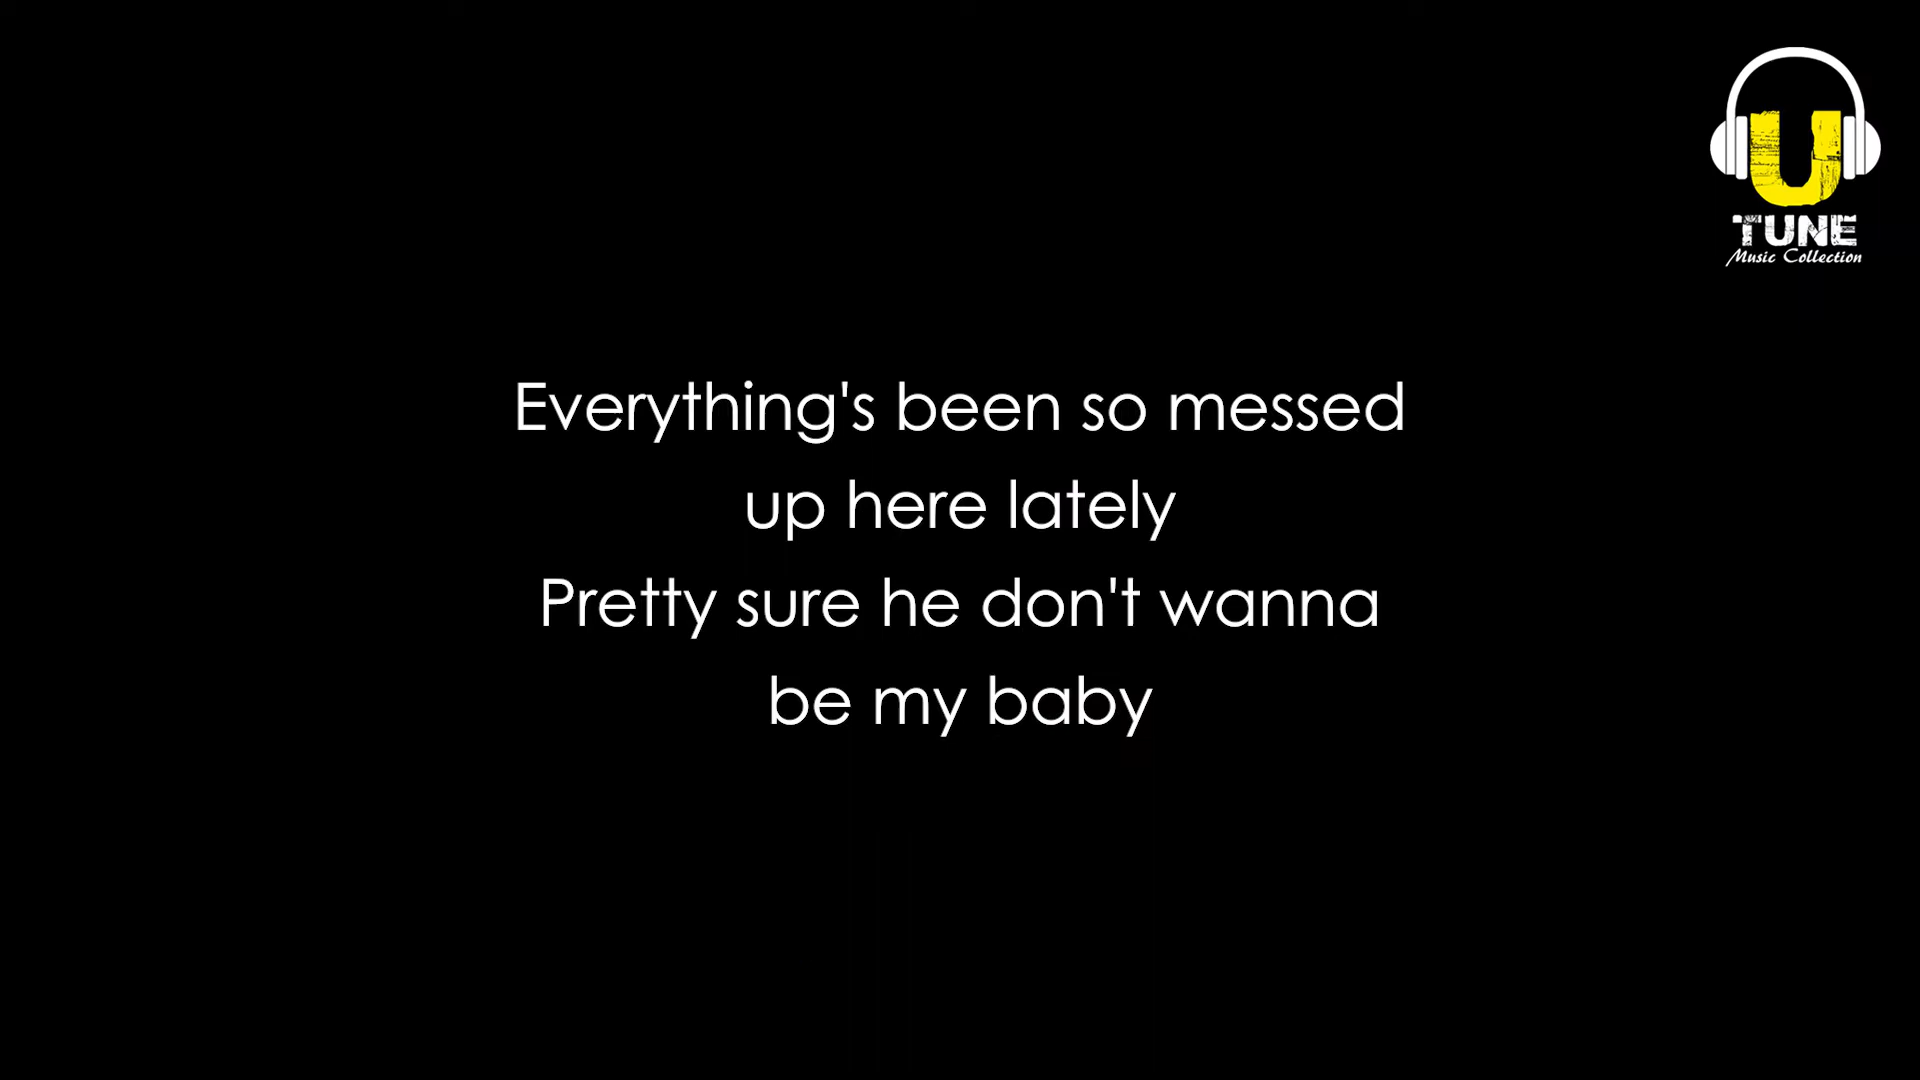 U
TUNE
Music Collection
Everything's been so messed
up here lately
Pretty sure he don't wanna
be my baby